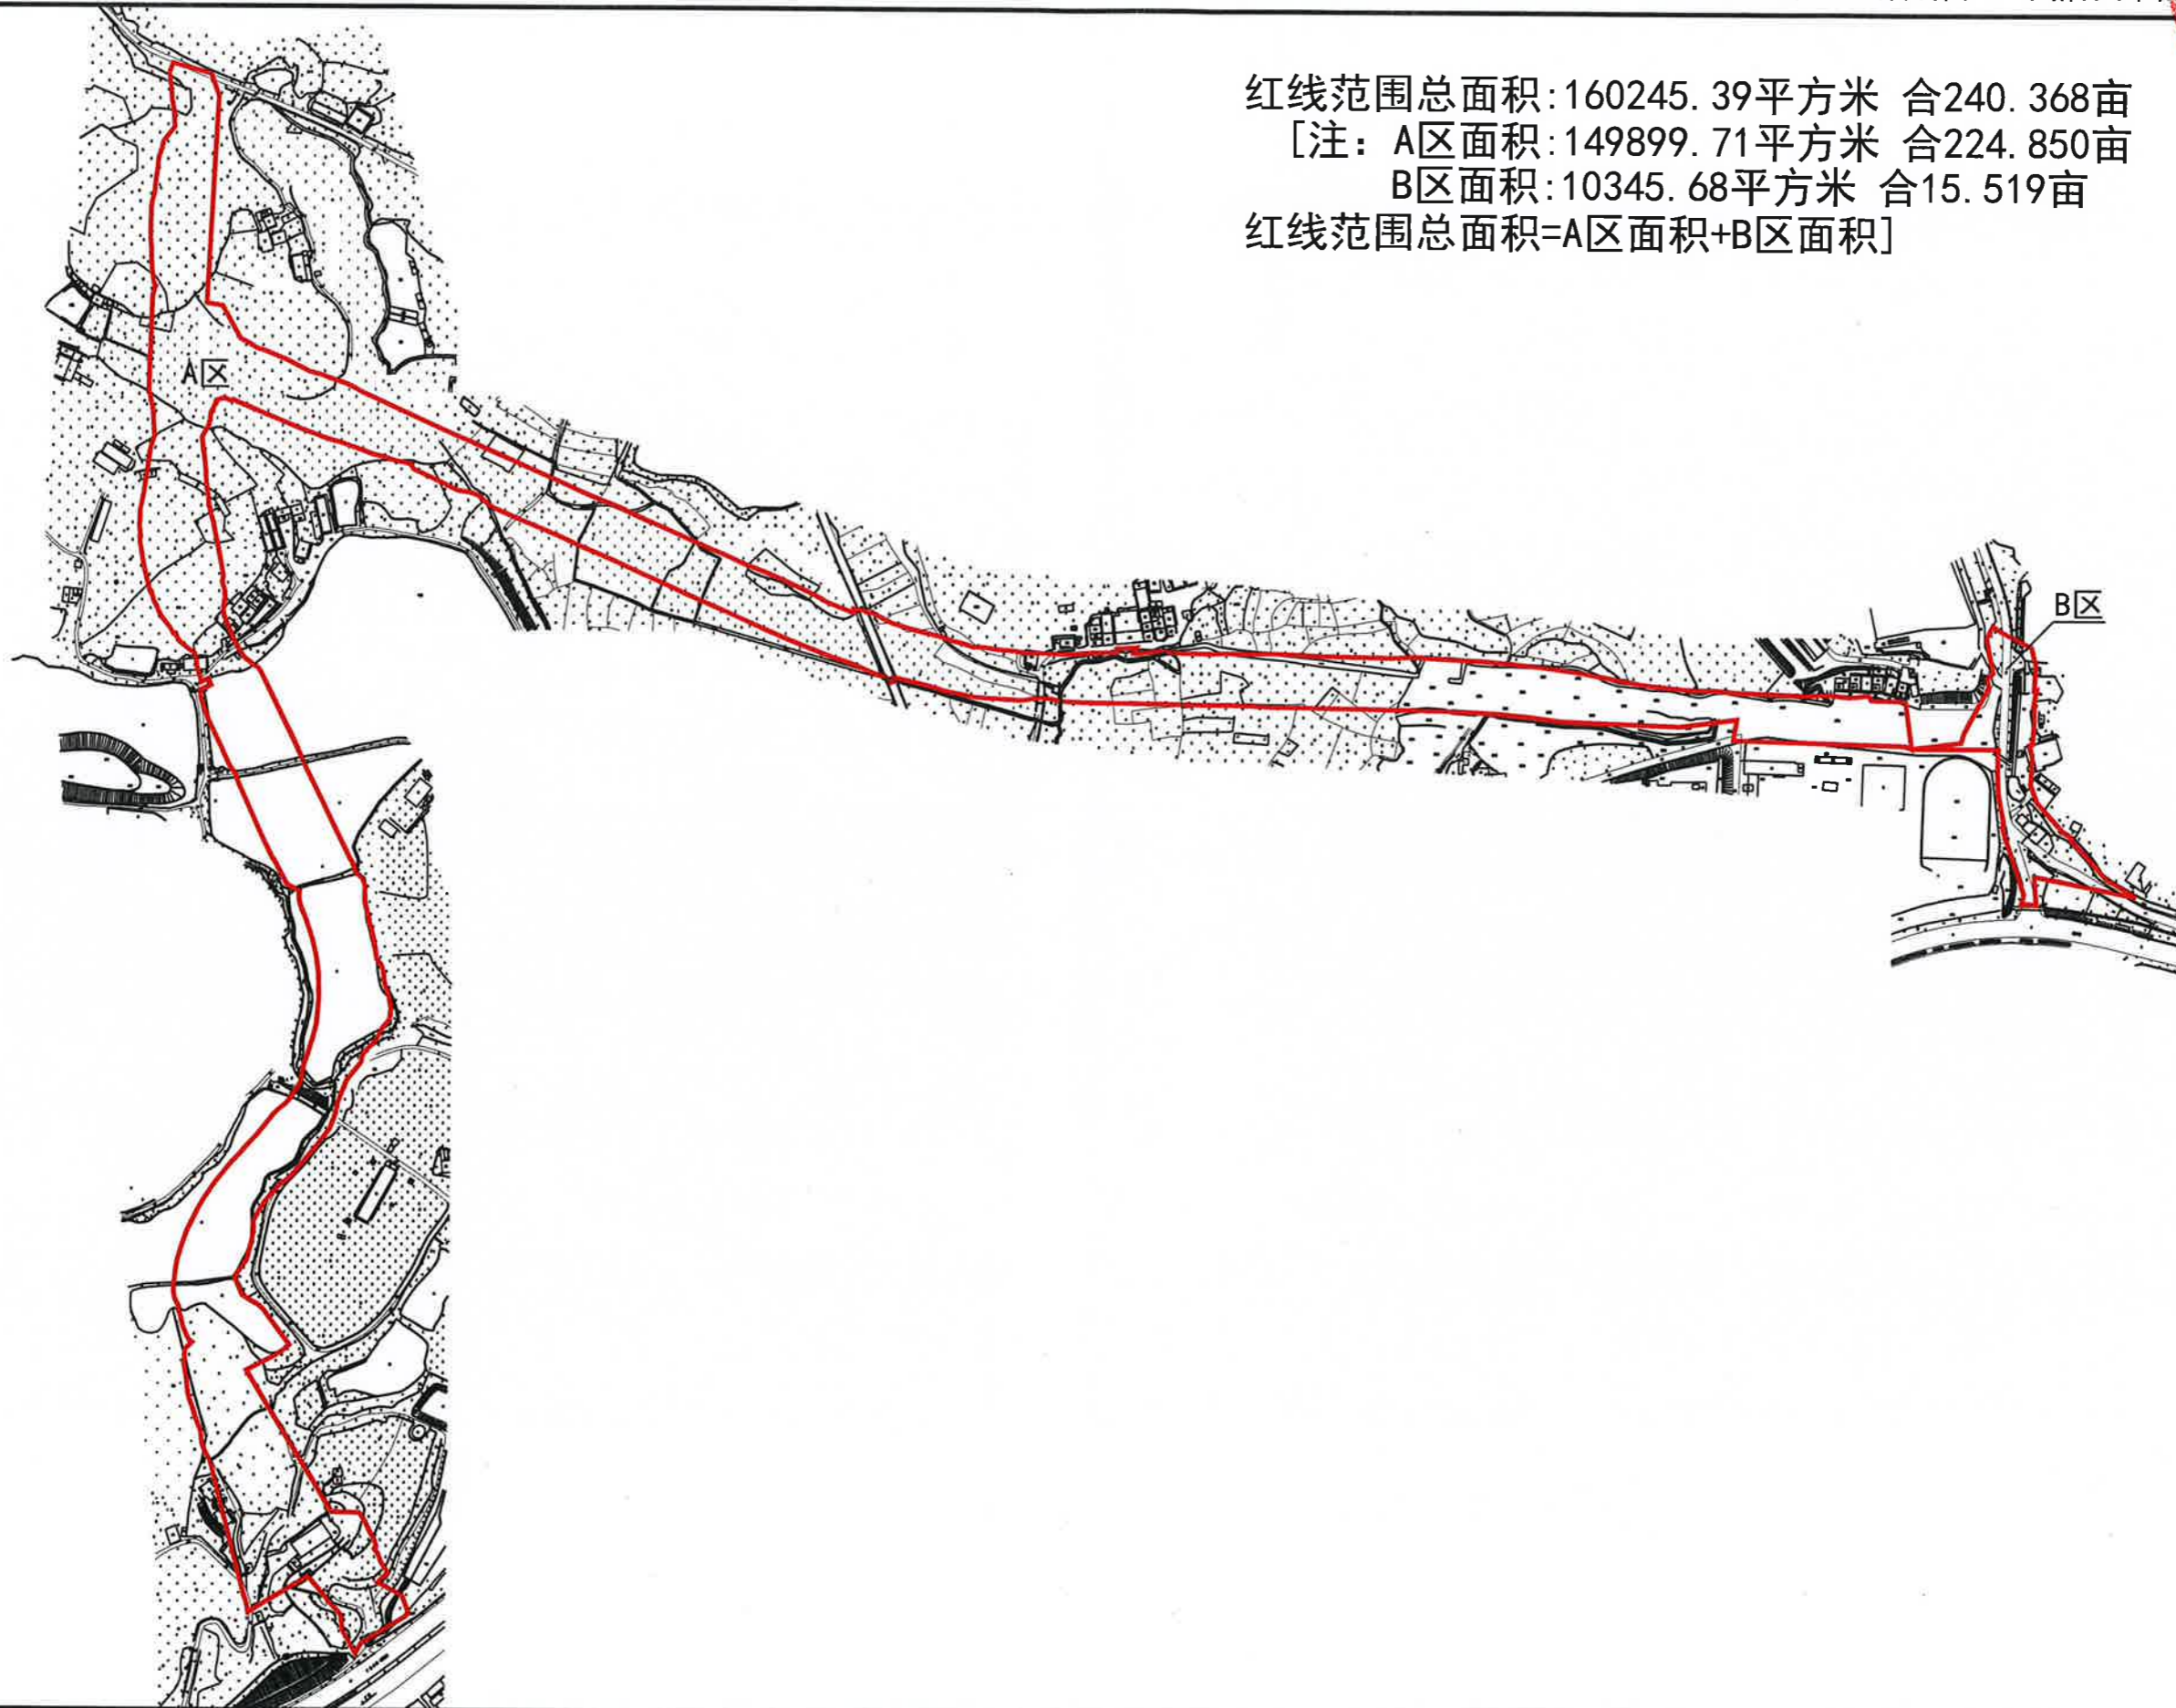 红线范围总面积:160245.39平方米 合240.368亩
[注：A区面积:149899.71平方米 合224.850亩
B区面积:10345.68平方米 合15.519亩
红线范围总面积=A区面积+B区面积]
A区
B区